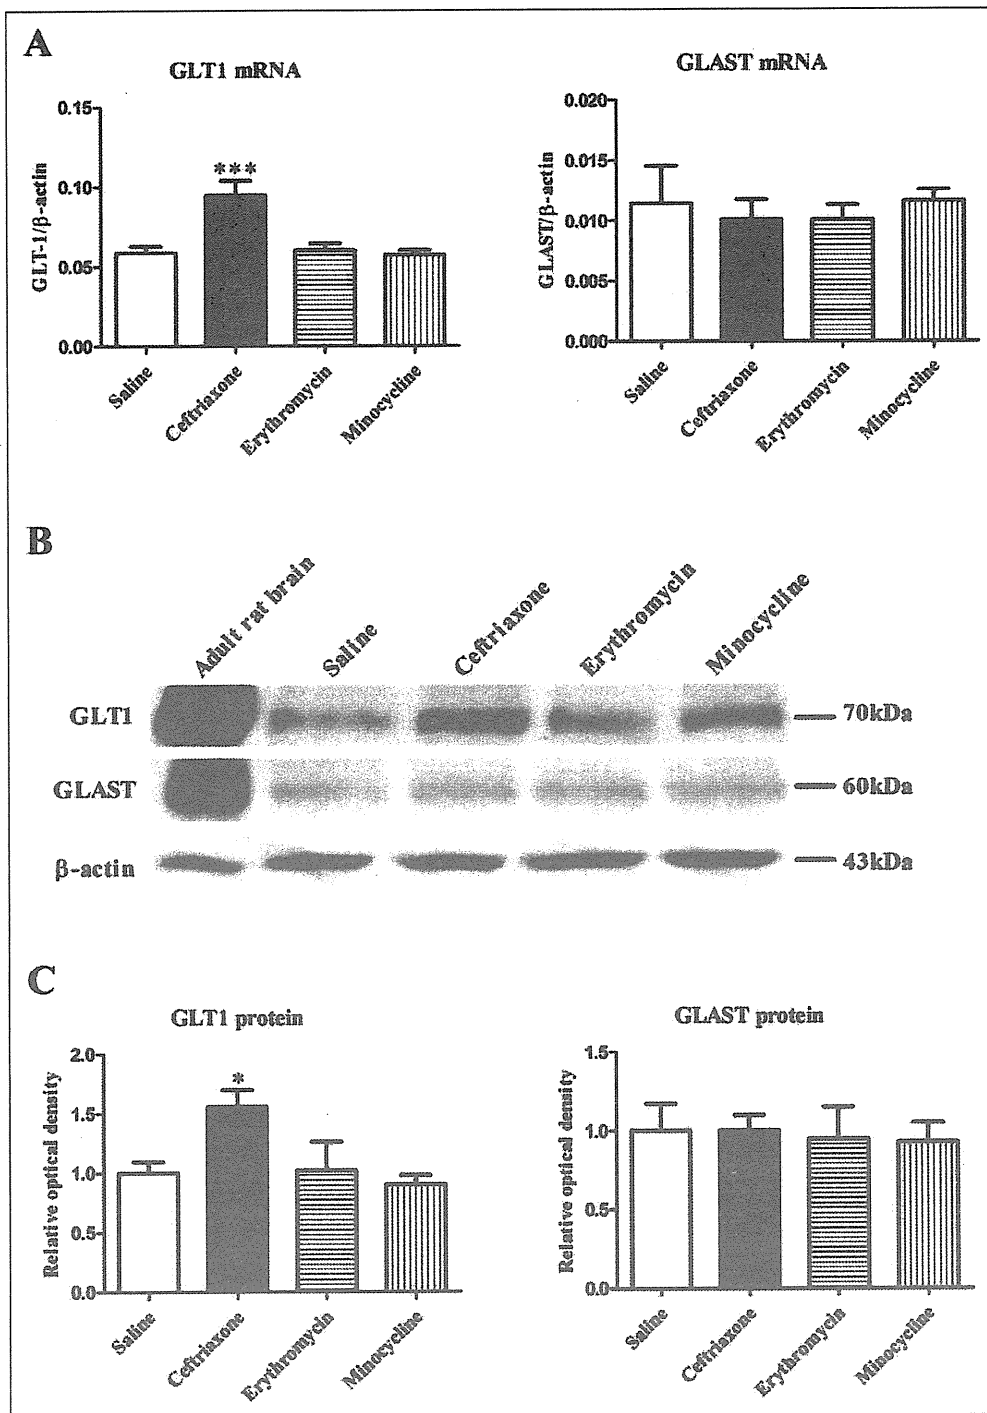 A
GLT1 mRNA
GLT-1/β-actin
0.15
0.10
0.05
0.00
***
Saline
Ceftriaxone
Erythromycin
Minocycline
GLAST mRNA
GLAST/β-actin
0.020
0.015
0.010
0.005
0.000
Saline
Ceftriaxone
Erythromycin
Minocycline
B
Adult rat brain
Saline
Ceftriaxone
Erythromycin
Minocycline
GLT1
70kDa
GLAST
60kDa
β-actin
43kDa
C
GLT1 protein
Relative optical density
2.0
1.5
1.0
0.5
0.0
*
Saline
Ceftriaxone
Erythromycin
Minocycline
GLAST protein
Relative optical density
1.5
1.0
0.5
0.0
Saline
Ceftriaxone
Erythromycin
Minocycline